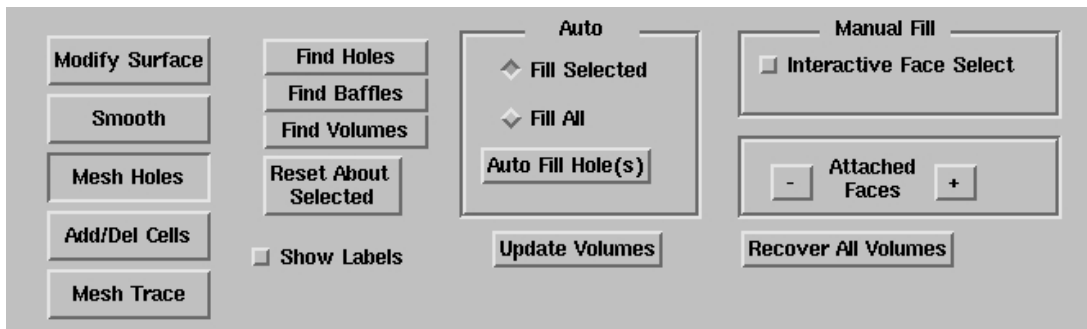 Modify Surface
Smooth
Mesh Holes
Add/Del Cells
Mesh Trace
Find Holes
Find Baffles
Find Volumes
Reset About
Selected
Show Labels
Auto
Fill Selected
Fill All
Auto Fill Hole(s)
Update Volumes
Manual Fill
Interactive Face Select
- Attached +
Faces
Recover All Volumes